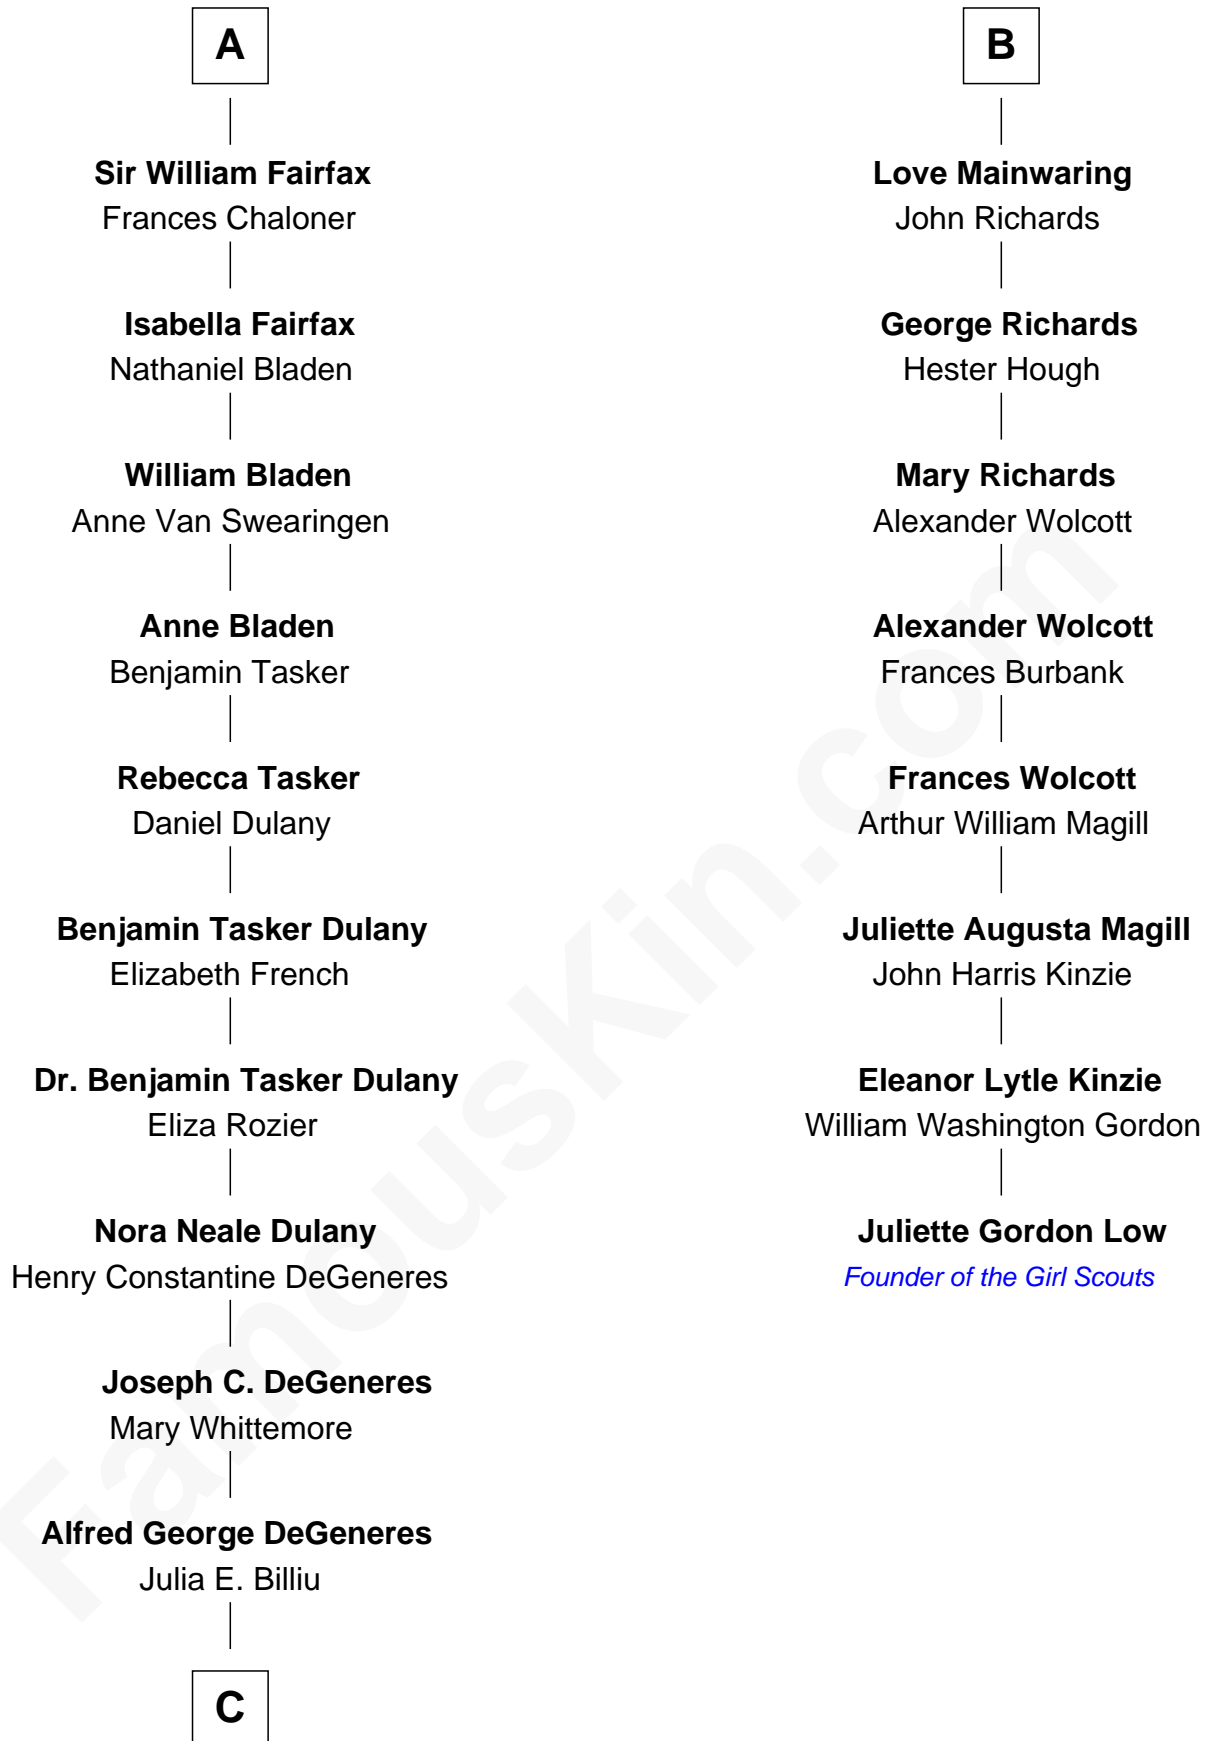 A
Sir William Fairfax
Frances Chaloner
Isabella Fairfax
Nathaniel Bladen
William Bladen
Anne Van Swearingen
Anne Bladen
Benjamin Tasker
Rebecca Tasker
Daniel Dulany
Benjamin Tasker Dulany
Elizabeth French
Dr. Benjamin Tasker Dulany
Eliza Rozier
Nora Neale Dulany
Henry Constantine DeGeneres
Joseph C. DeGeneres
Mary Whittemore
Alfred George DeGeneres
Julia E. Billiu
C
B
Love Mainwaring
John Richards
George Richards
Hester Hough
Mary Richards
Alexander Wolcott
Alexander Wolcott
Frances Burbank
Frances Wolcott
Arthur William Magill
Juliette Augusta Magill
John Harris Kinzie
Eleanor Lytle Kinzie
William Washington Gordon
Juliette Gordon Low
Founder of the Girl Scouts
FamousKin.com